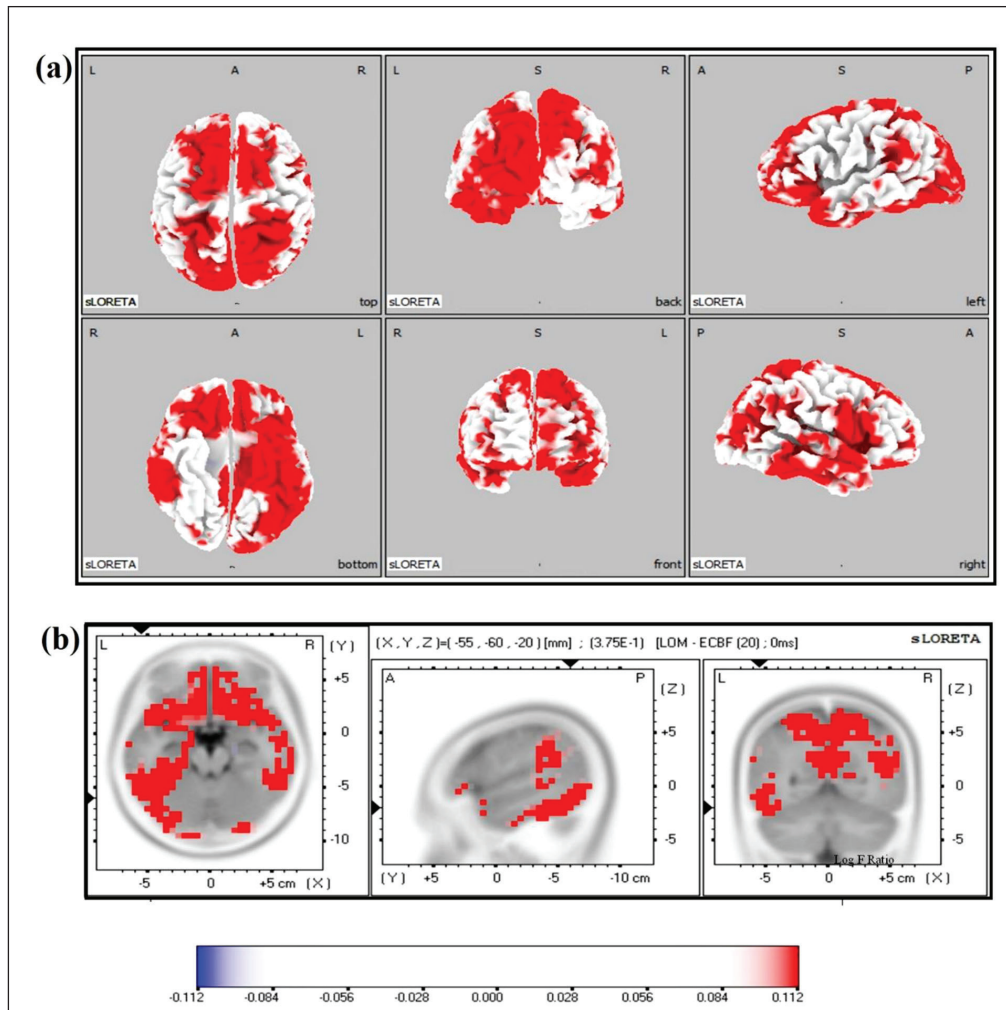 (a)
L A R
sLORETA top
L S R
sLORETA back
A S P
sLORETA left
R A L
sLORETA bottom
R S L
sLORETA front
P S A
sLORETA right
(b)
L R (Y)
+5
0
-5
-10
-5 0 +5 cm (X)
(X, Y, Z)=(-55, -60, -20) [mm] ; (3.75E-1) [LOM - ECBF (20) ; 0ms] sLORETA
A P (Z)
+5
0
-5
(Y) +5 0 -5 -10 cm
L R (Z)
+5
0
-5
Log F Ratio
-5 0 +5 cm (X)
-0.112 -0.084 -0.056 -0.028 0.000 0.028 0.056 0.084 0.112